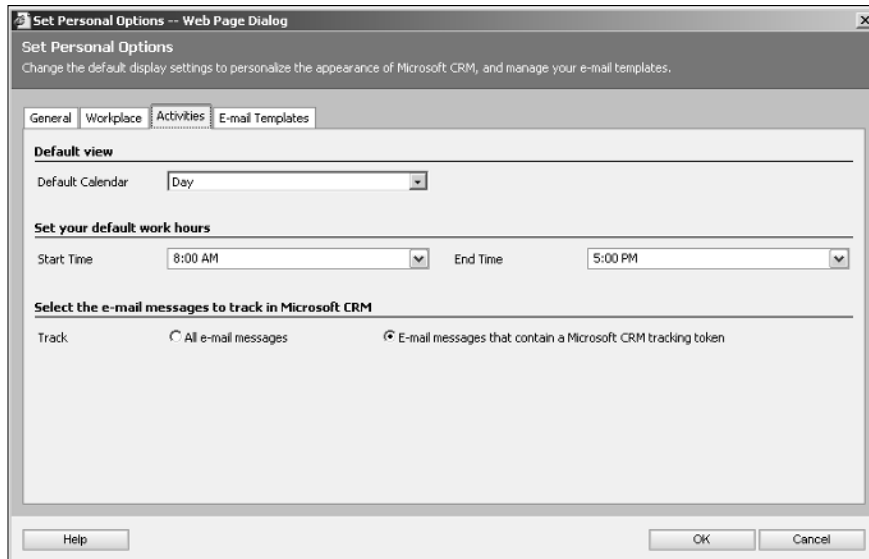 Set Personal Options -- Web Page Dialog
Set Personal Options
Change the default display settings to personalize the appearance of Microsoft CRM, and manage your e-mail templates.
General Workplace Activities E-mail Templates
Default view
Default Calendar Day
Set your default work hours
Start Time 8:00 AM End Time 5:00 PM
Select the e-mail messages to track in Microsoft CRM
Track All e-mail messages E-mail messages that contain a Microsoft CRM tracking token
Help OK Cancel